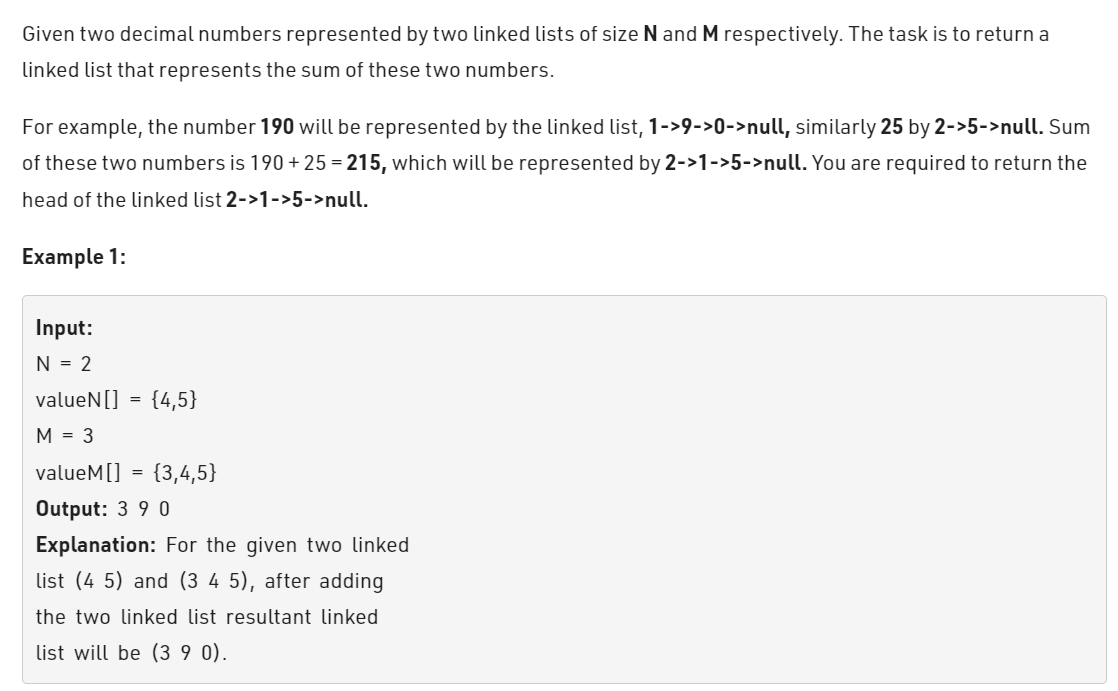 Given two decimal numbers represented by two linked lists of size N and M respectively. The task is to return a
linked list that represents the sum of these two numbers.
For example, the number 190 will be represented by the linked list, 1->9->0->null, similarly 25 by 2->5->null. Sum
of these two numbers is 190 + 25 = 215, which will be represented by 2->1->5->null. You are required to return the
head of the linked list 2->1->5->null.
Example 1:
Input:
N = 2
valueN[] = {4,5}
M = 3
valueM[] = {3,4,5}
Output: 3 9 0
Explanation: For the given two linked
list (4 5) and (3 4 5), after adding
the two linked list resultant linked
list will be (3 9 0).